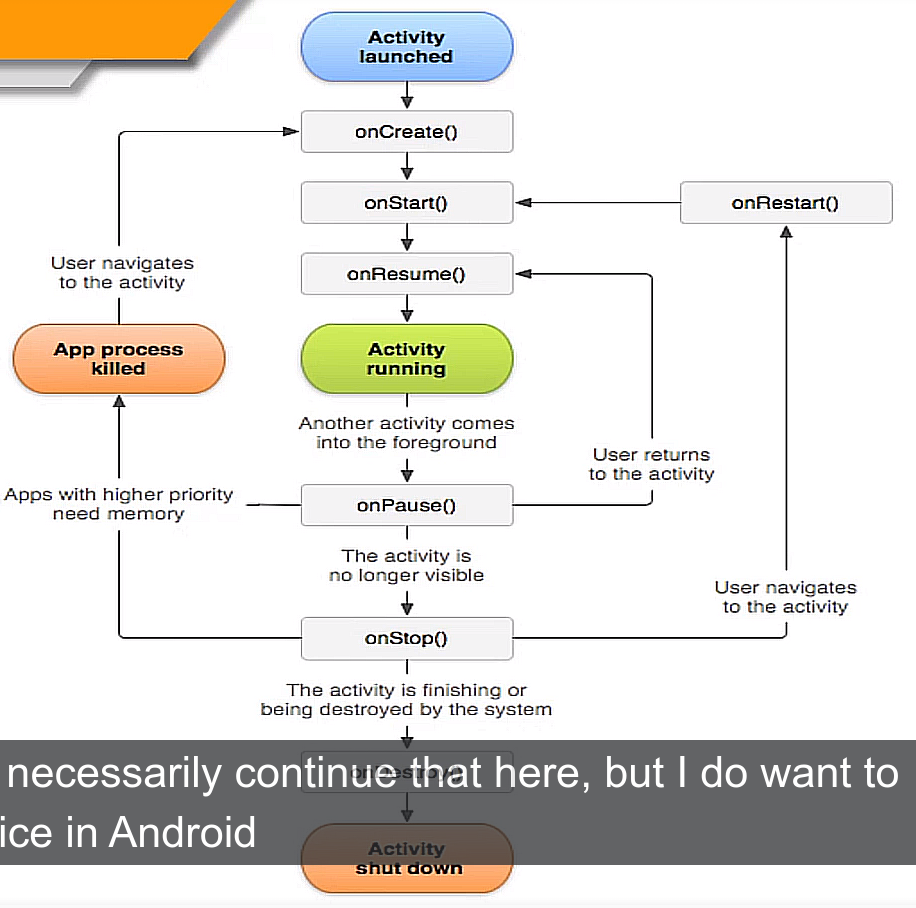 Activity
launched
onCreate()
onStart()
onRestart()
onResume()
User navigates
to the activity
App process
killed
Activity
running
Another activity comes
into the foreground
User returns
to the activity
Apps with higher priority
need memory
onPause()
The activity is
no longer visible
User navigates
to the activity
onStop()
The activity is finishing or
being destroyed by the system
onDestroy()
necessarily continue that here, but I do want to
ice in Android
Activity
shut down